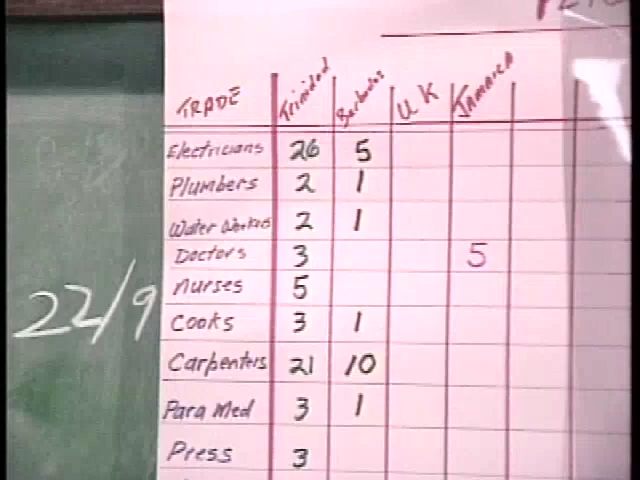 TRADE Trinidad Barbados UK JAMAICA
Electricians 26 5
Plumbers 2 1
Water Workers 2 1
Doctors 3 5
Nurses 5
Cooks 3 1
Carpenters 21 10
Para Med 3 1
Press 3
22/9